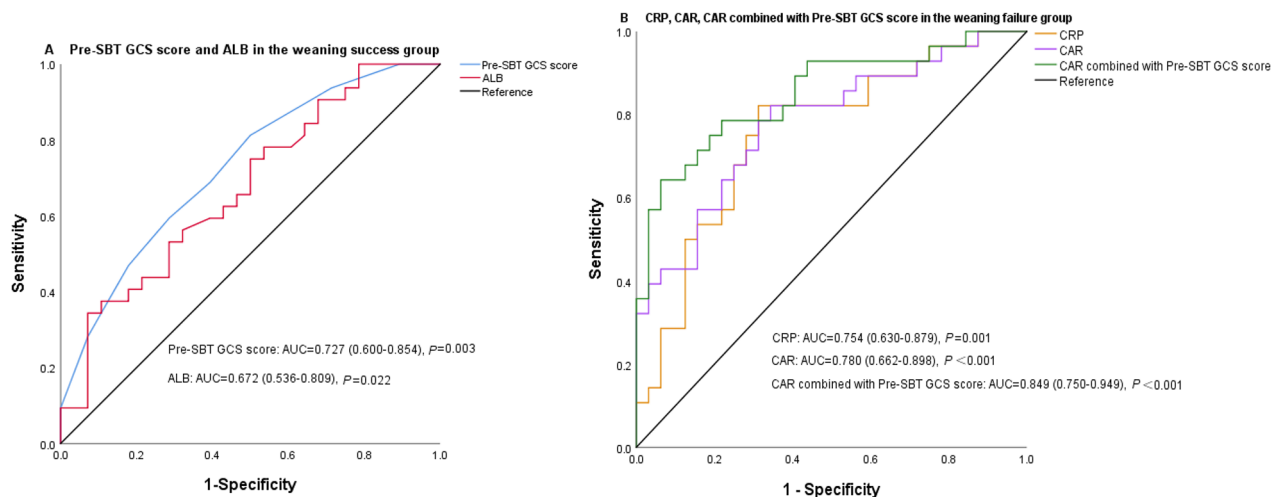 A Pre-SBT GCS score and ALB in the weaning success group
Pre-SBT GCS score
ALB
Reference
1.0
0.8
0.6
0.4
0.2
0.0
Sensitivity
Pre-SBT GCS score: AUC=0.727 (0.600-0.854), P=0.003
ALB: AUC=0.672 (0.536-0.809), P=0.022
0.0 0.2 0.4 0.6 0.8 1.0
1-Specificity
B CRP, CAR, CAR combined with Pre-SBT GCS score in the weaning failure group
CRP
CAR
CAR combined with Pre-SBT GCS score
Reference
1.0
0.8
0.6
0.4
0.2
0.0
Sensiticity
CRP: AUC=0.754 (0.630-0.879), P=0.001
CAR: AUC=0.780 (0.662-0.898), P <0.001
CAR combined with Pre-SBT GCS score: AUC=0.849 (0.750-0.949), P <0.001
0.0 0.2 0.4 0.6 0.8 1.0
1 - Specificity